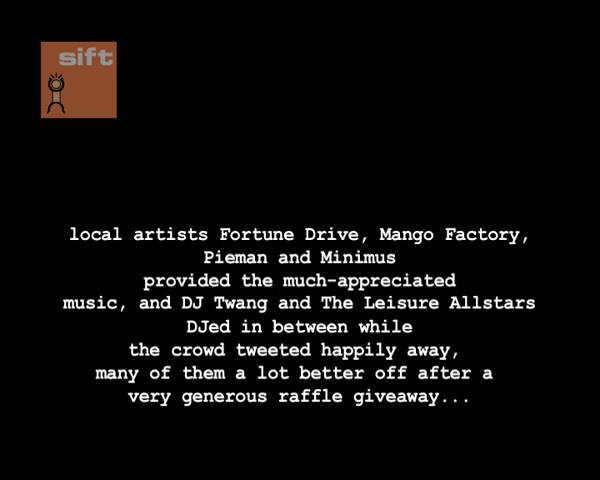 sift
local artists Fortune Drive, Mango Factory,
Pieman and Minimus
provided the much-appreciated
music, and DJ Twang and The Leisure Allstars
DJed in between while
the crowd tweeted happily away,
many of them a lot better off after a
very generous raffle giveaway...